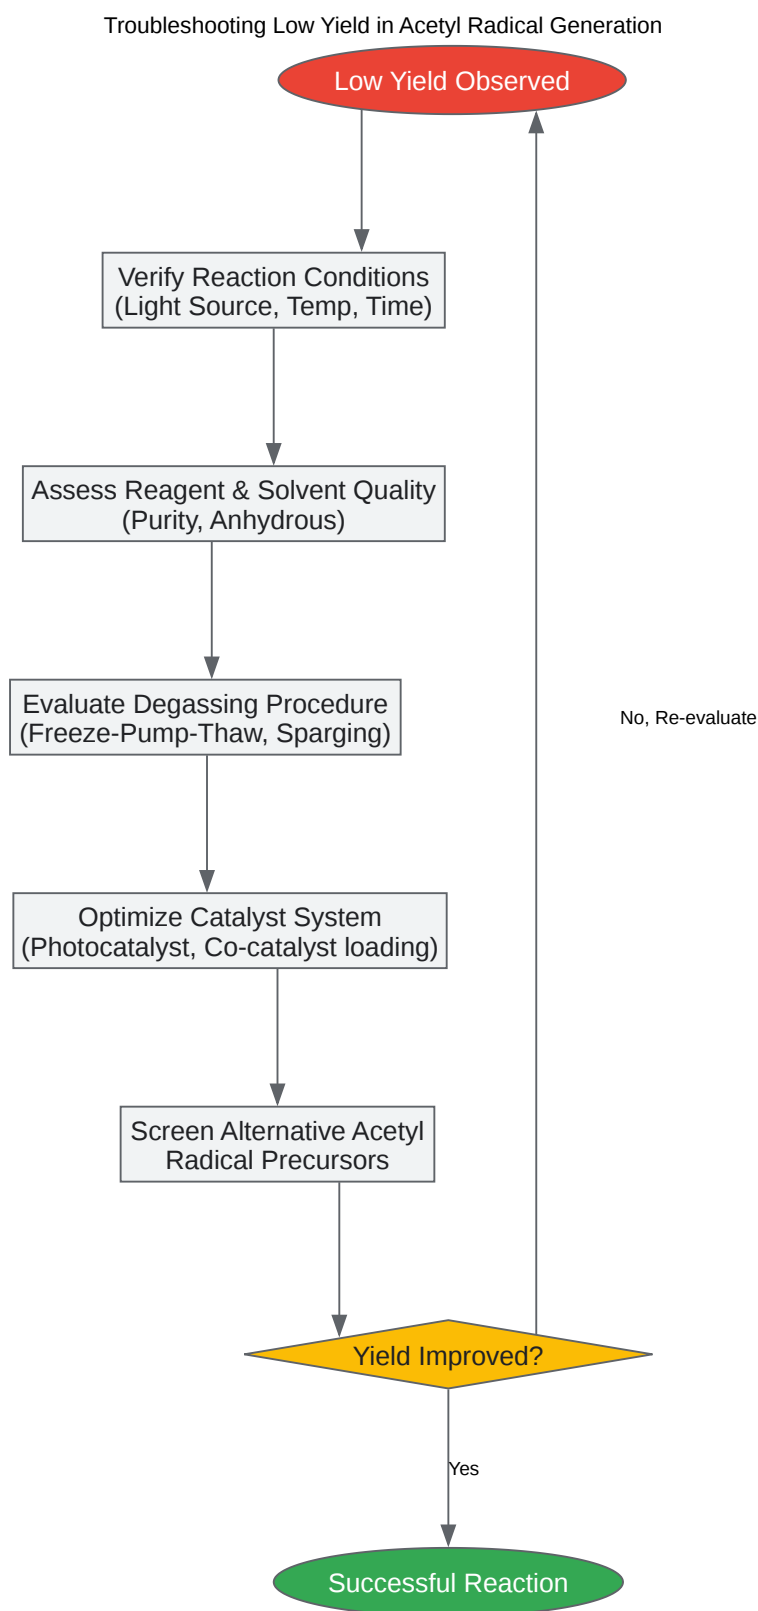 Troubleshooting Low Yield in Acetyl Radical Generation
Low Yield Observed
Verify Reaction Conditions
(Light Source, Temp, Time)
Assess Reagent & Solvent Quality
(Purity, Anhydrous)
Evaluate Degassing Procedure
(Freeze-Pump-Thaw, Sparging)
No, Re-evaluate
Optimize Catalyst System
(Photocatalyst, Co-catalyst loading)
Screen Alternative Acetyl
Radical Precursors
Yield Improved?
Yes
Successful Reaction